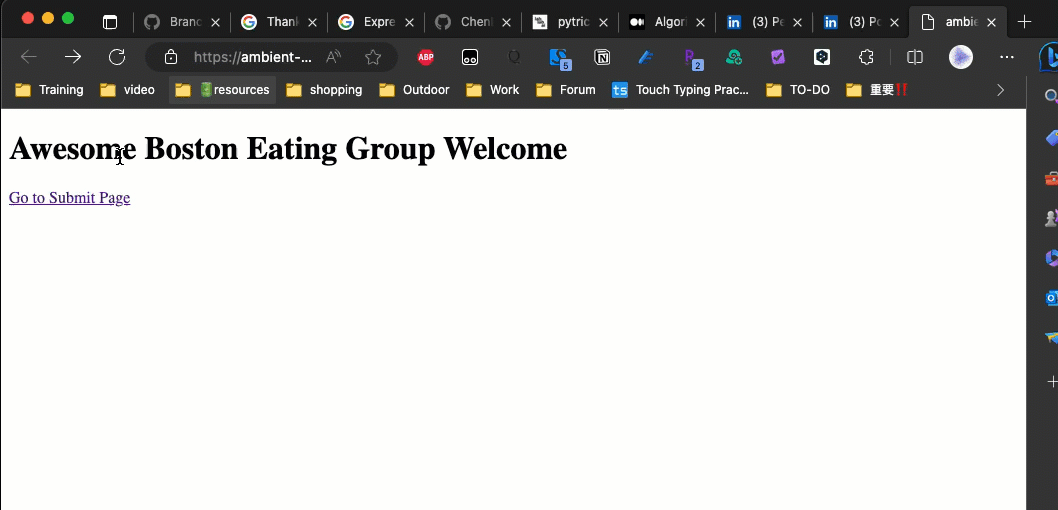 Branc Thank Expre Chenl pytric Algori (3) Pe (3) Po ambie
https://ambient-... A ABP 5 2 ...
Training video resources shopping Outdoor Work Forum ts Touch Typing Prac... TO-DO 重要‼️
Awesome Boston Eating Group Welcome
Go to Submit Page